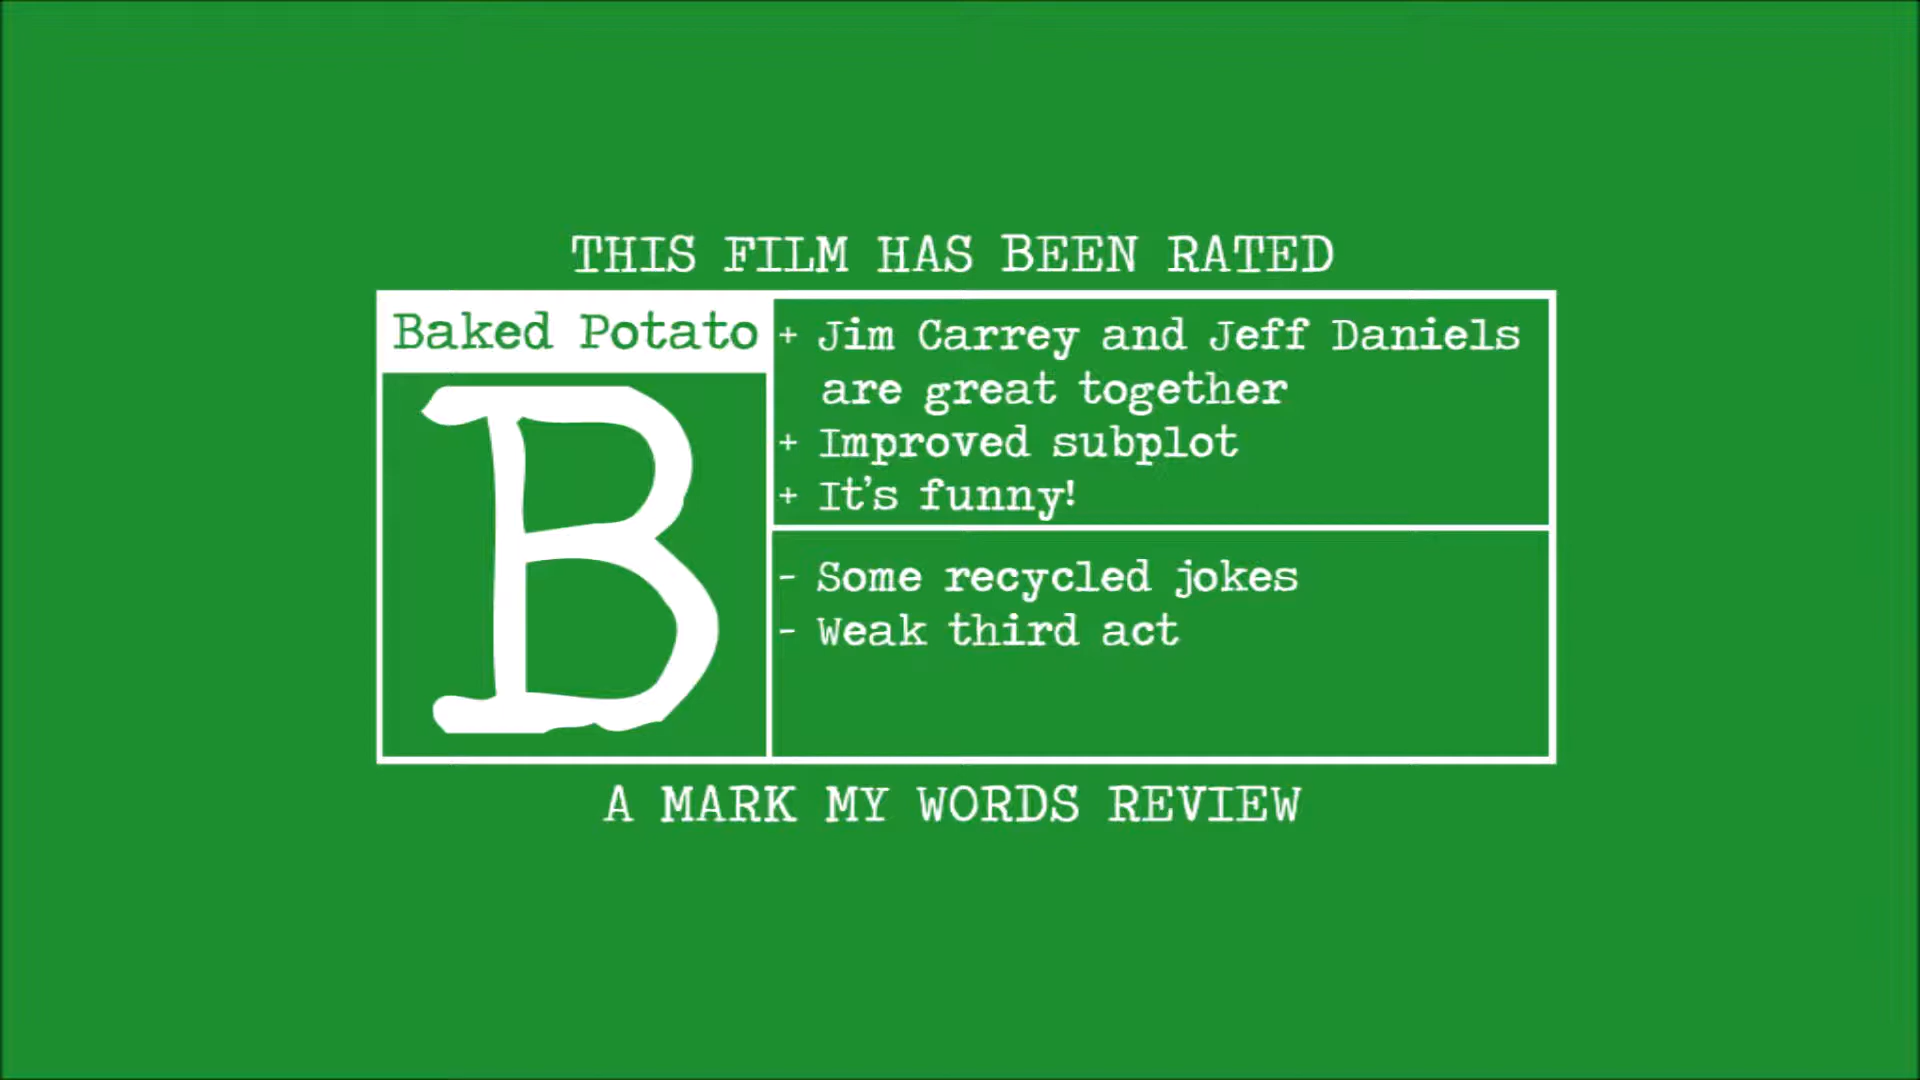 THIS FILM HAS BEEN RATED
Baked Potato
B
+ Jim Carrey and Jeff Daniels
are great together
+ Improved subplot
+ It's funny!
- Some recycled jokes
- Weak third act
A MARK MY WORDS REVIEW